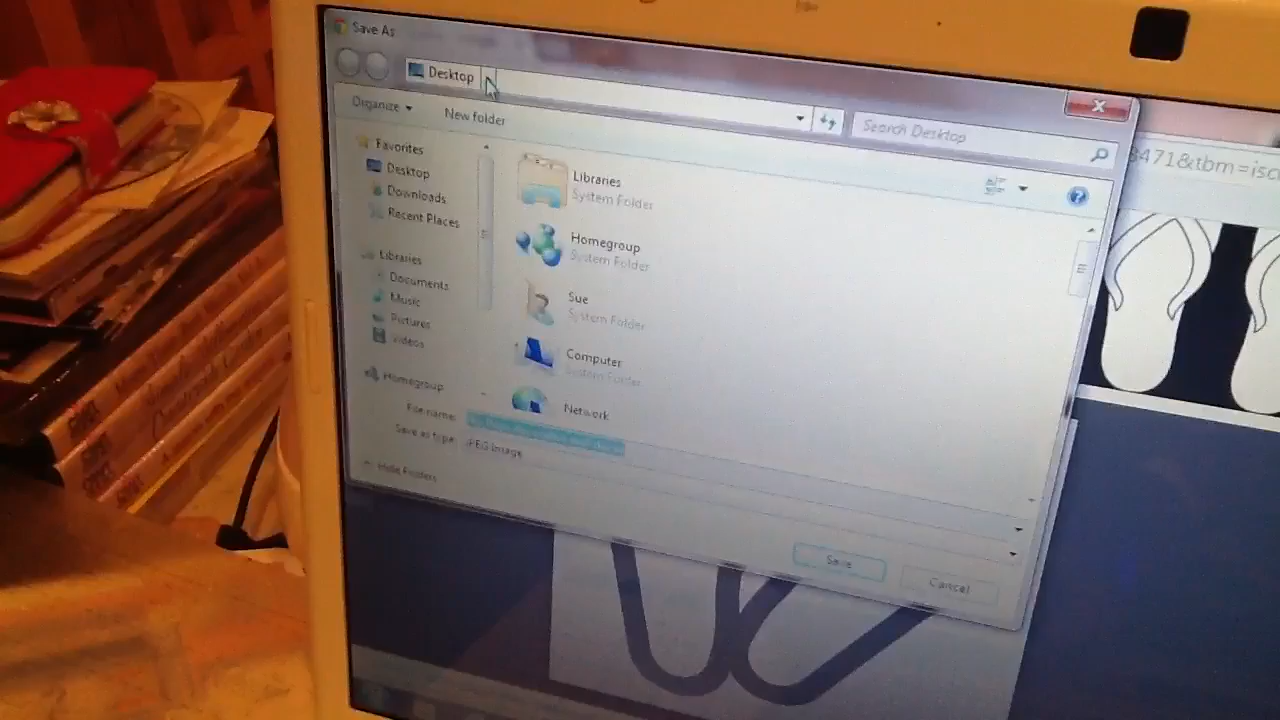 Save As
Desktop
Search Desktop
Organize
New folder
Favorites
Desktop
Downloads
Recent Places
Libraries
Documents
Music
Pictures
Videos
Homegroup
Libraries
System Folder
Homegroup
System Folder
Sue
System Folder
Computer
System Folder
Network
File name:
Save as type:
JPEG Image
Hide Folders
Save
Cancel
3471&tbm=isc